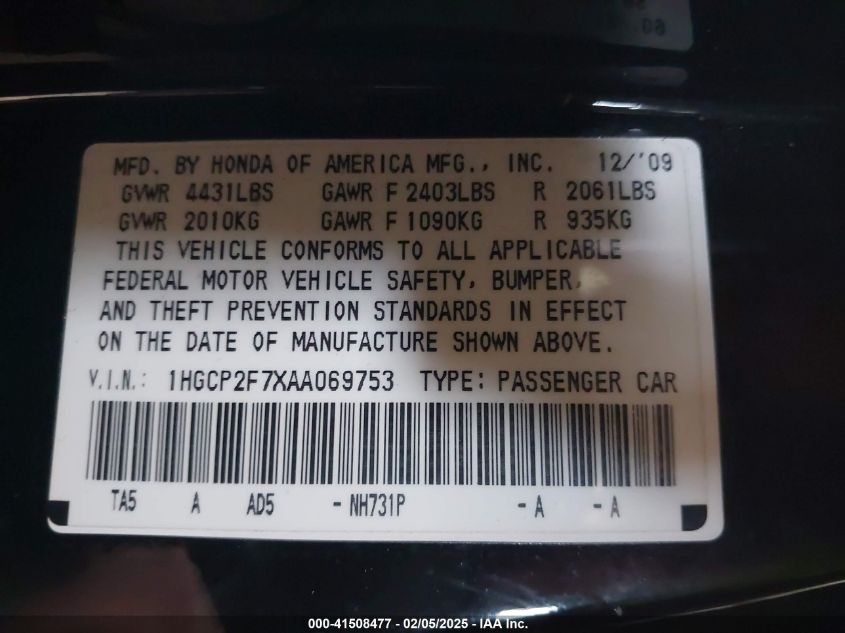 MFD. BY HONDA OF AMERICA MFG., INC. 12/'09
GVWR 4431LBS GAWR F 2403LBS R 2061LBS
GVWR 2010KG GAWR F 1090KG R 935KG
THIS VEHICLE CONFORMS TO ALL APPLICABLE
FEDERAL MOTOR VEHICLE SAFETY, BUMPER,
AND THEFT PREVENTION STANDARDS IN EFFECT
ON THE DATE OF MANUFACTURE SHOWN ABOVE.
V.I.N.: 1HGCP2F7XAA069753 TYPE: PASSENGER CAR
TA5 A AD5 - NH731P - A - A
000-41508477 - 02/05/2025 - IAA Inc.